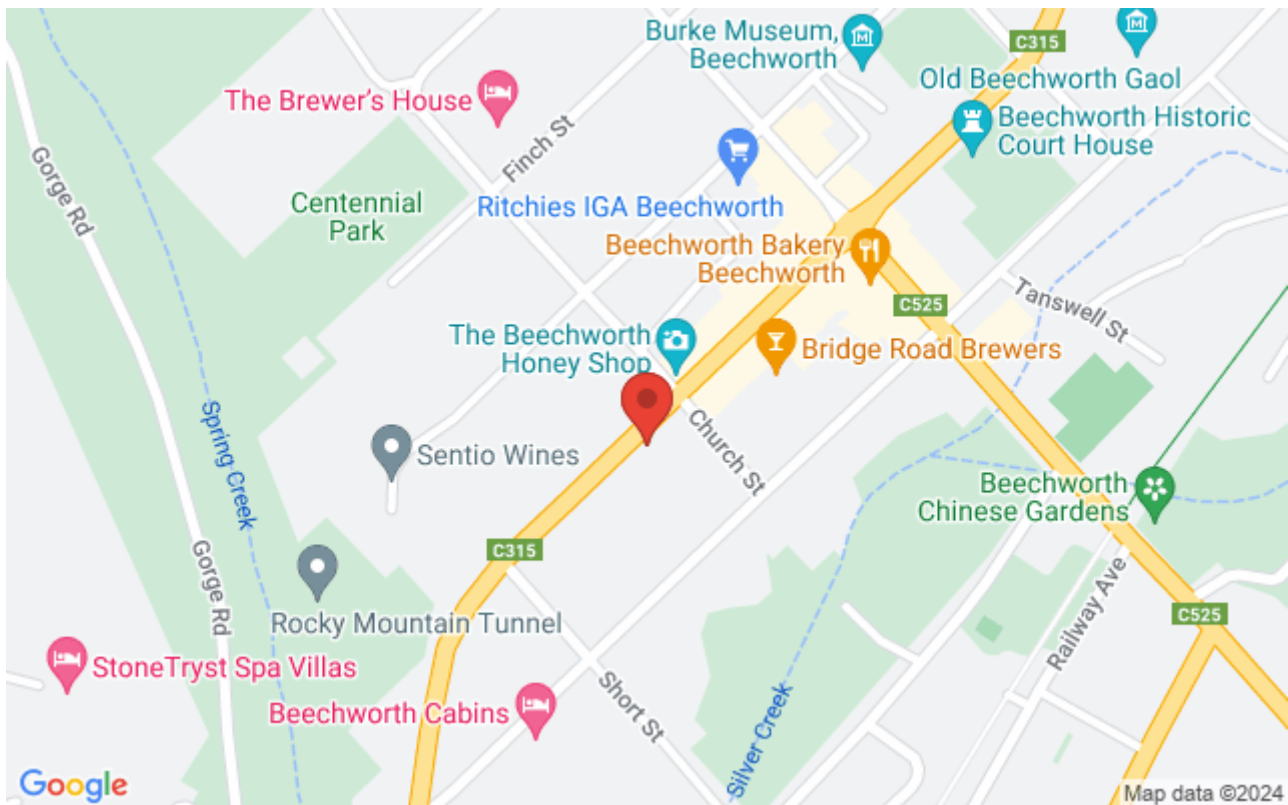 Burke Museum,
Beechworth
C315
Old Beechworth Gaol
The Brewer's House
Beechworth Historic
Court House
Finch St
Gorge Rd
Centennial
Park
Ritchies IGA Beechworth
Beechworth Bakery
Beechworth
C525
Tanswell St
The Beechworth
Honey Shop
Bridge Road Brewers
Church St
Spring Creek
Sentio Wines
Beechworth
Chinese Gardens
C315
Gorge Rd
Rocky Mountain Tunnel
Railway Ave
C525
StoneTryst Spa Villas
Short St
Beechworth Cabins
Silver Creek
Google
Map data ©2024